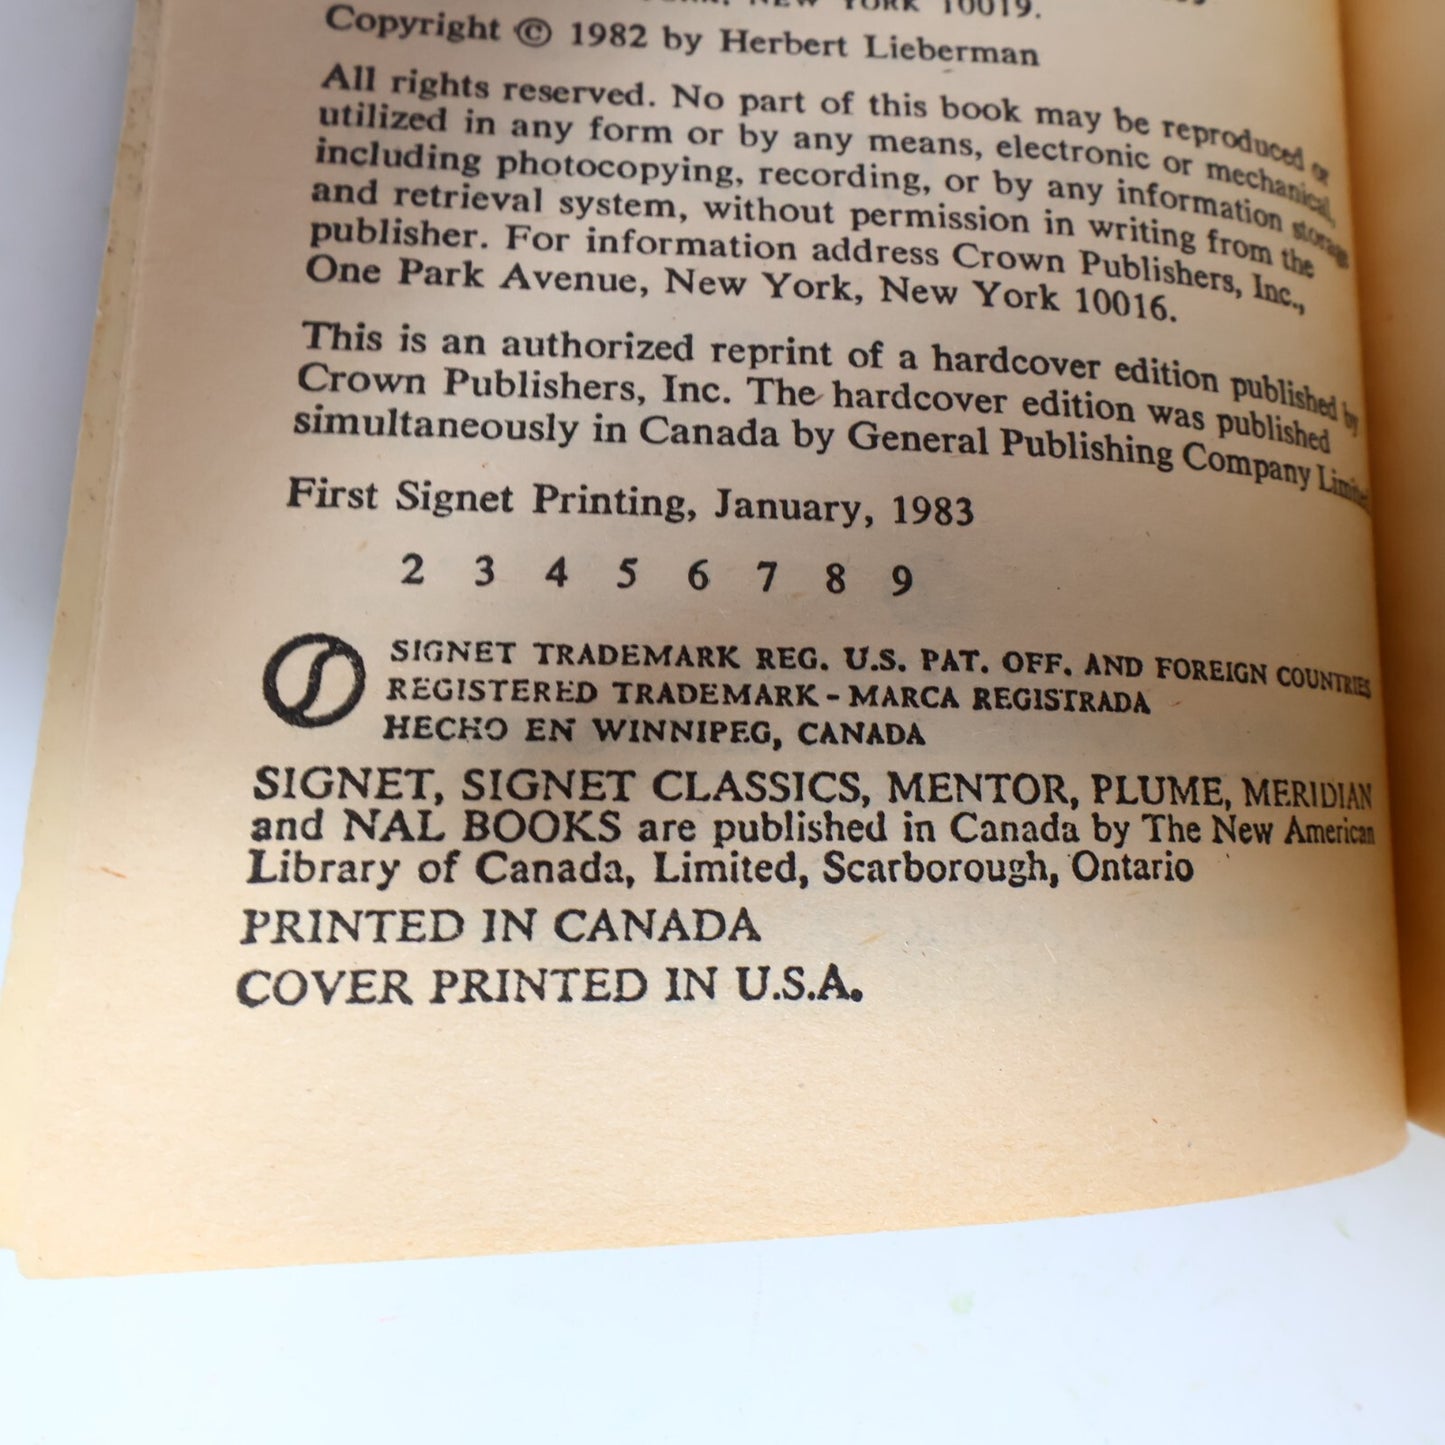 NEW YORK 10019.
Copyright © 1982 by Herbert Lieberman
All rights reserved. No part of this book may be reproduced or
utilized in any form or by any means, electronic or mechanical,
including photocopying, recording, or by any information storage
and retrieval system, without permission in writing from the
publisher. For information address Crown Publishers, Inc.,
One Park Avenue, New York, New York 10016.
This is an authorized reprint of a hardcover edition published by
Crown Publishers, Inc. The hardcover edition was published
simultaneously in Canada by General Publishing Company Limited
First Signet Printing, January, 1983
2 3 4 5 6 7 8 9
SIGNET TRADEMARK REG. U.S. PAT. OFF. AND FOREIGN COUNTRIES
REGISTERED TRADEMARK - MARCA REGISTRADA
HECHO EN WINNIPEG, CANADA
SIGNET, SIGNET CLASSICS, MENTOR, PLUME, MERIDIAN
and NAL BOOKS are published in Canada by The New American
Library of Canada, Limited, Scarborough, Ontario
PRINTED IN CANADA
COVER PRINTED IN U.S.A.